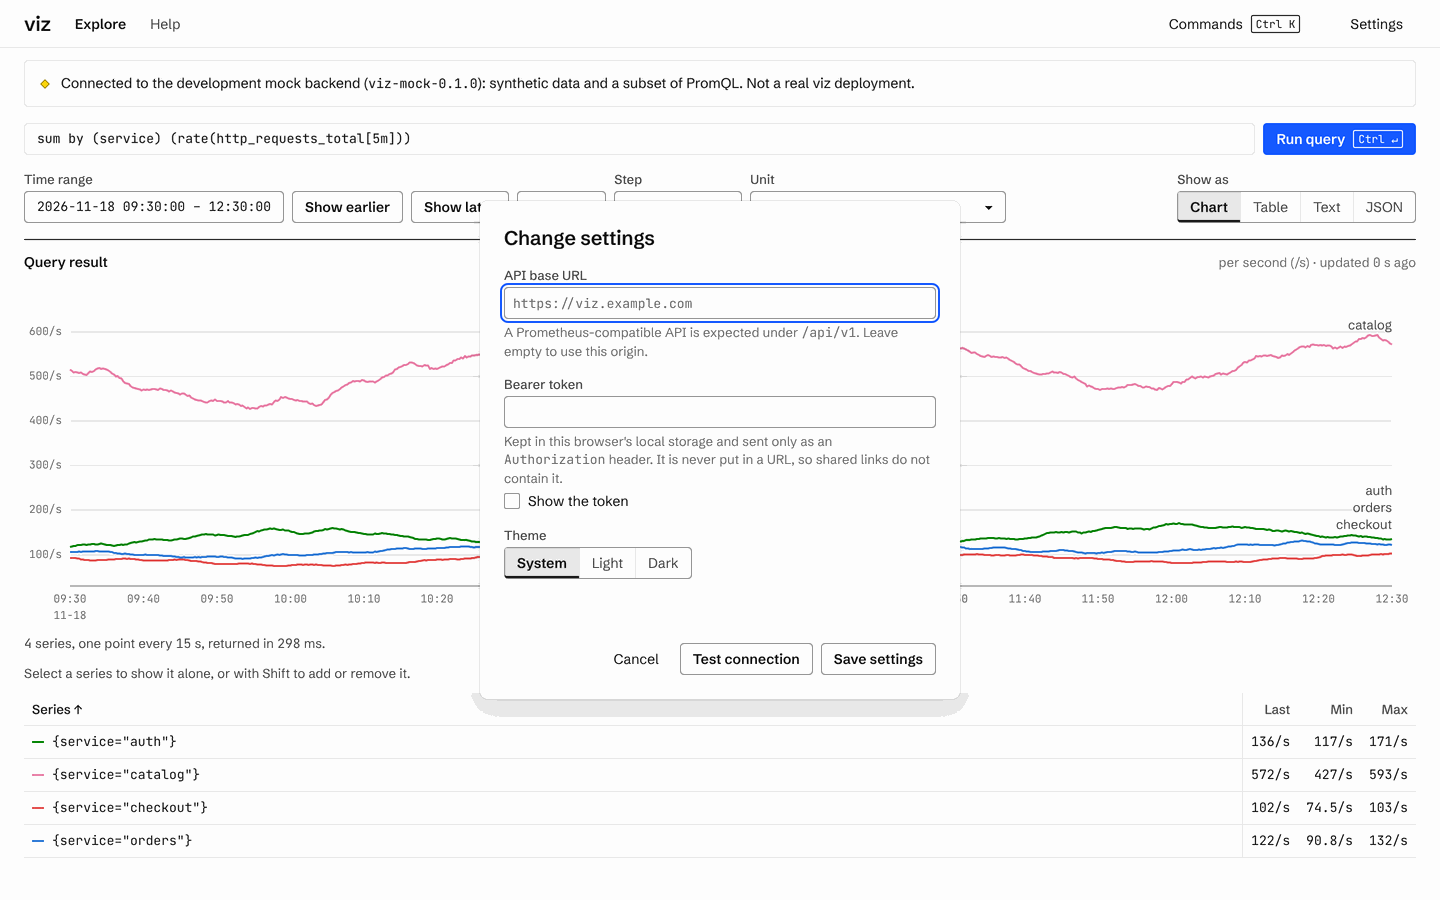 viz Explore Help Commands Ctrl K Settings
Connected to the development mock backend (viz-mock-0.1.0): synthetic data and a subset of PromQL. Not a real viz deployment.
sum by (service) (rate(http_requests_total[5m])) Run query Ctrl ↵
Time range Step Unit Show as
2026-11-18 09:30:00 – 12:30:00 Show earlier Show lat Chart Table Text JSON
Query result per second (/s) · updated 0 s ago
Change settings
API base URL
https://viz.example.com
A Prometheus-compatible API is expected under /api/v1. Leave
empty to use this origin.
Bearer token
Kept in this browser's local storage and sent only as an
Authorization header. It is never put in a URL, so shared links do not
contain it.
Show the token
Theme
System Light Dark
Cancel Test connection Save settings
600/s
500/s
400/s
300/s
200/s
100/s
catalog
auth
orders
checkout
09:30 09:40 09:50 10:00 10:10 10:20 11:40 11:50 12:00 12:10 12:20 12:30
11-18
4 series, one point every 15 s, returned in 298 ms.
Select a series to show it alone, or with Shift to add or remove it.
Series ↑ Last Min Max
{service="auth"} 136/s 117/s 171/s
{service="catalog"} 572/s 427/s 593/s
{service="checkout"} 102/s 74.5/s 103/s
{service="orders"} 122/s 90.8/s 132/s